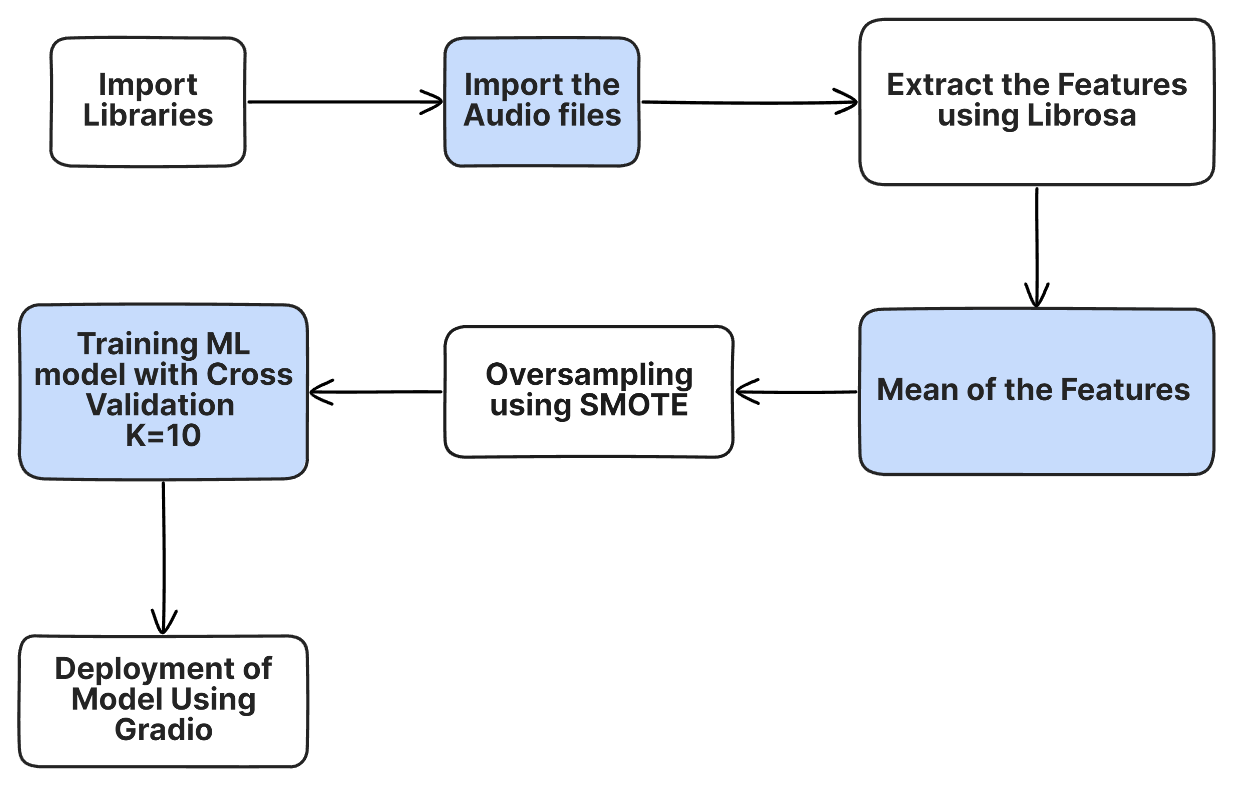 Import
Libraries
Import the
Audio files
Extract the Features
using Librosa
Mean of the Features
Oversampling
using SMOTE
Training ML
model with Cross
Validation
K=10
Deployment of
Model Using
Gradio